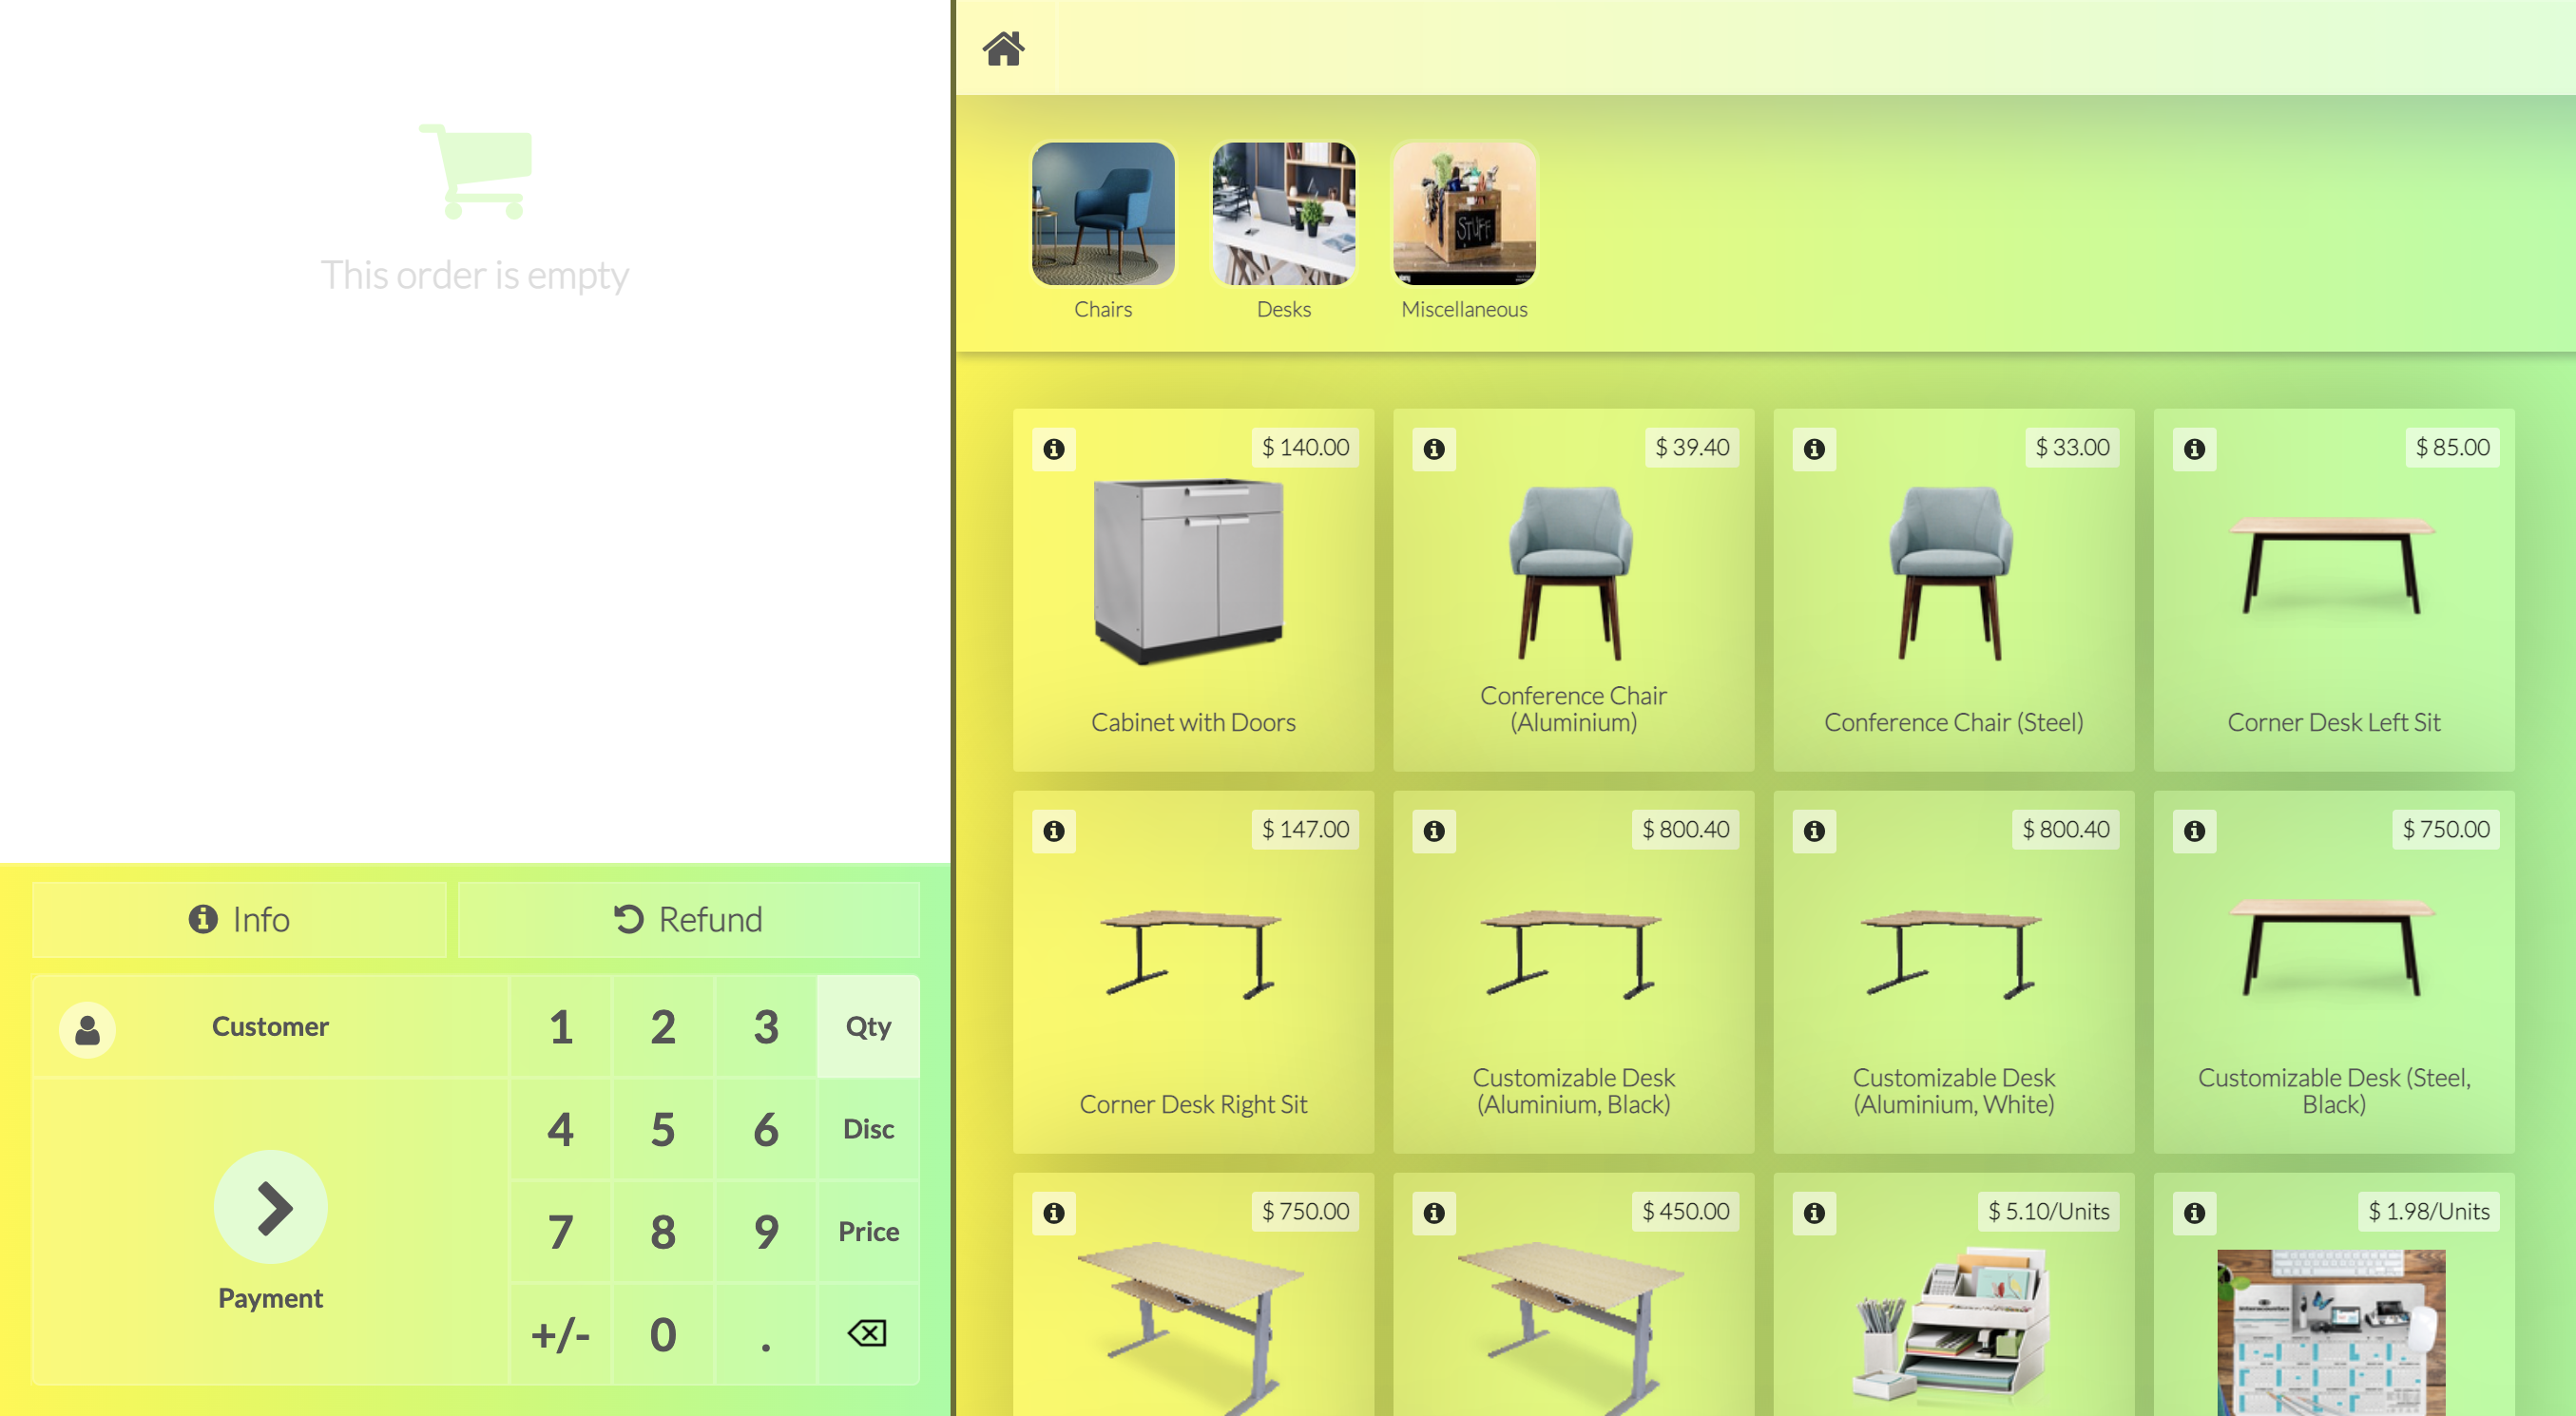 This order is empty
Info
Refund
Customer
1
2
3
Qty
4
5
6
Disc
Payment
7
8
9
Price
+/-
0
.
STUFF
Chairs
Desks
Miscellaneous
$ 140.00
Cabinet with Doors
$ 39.40
Conference Chair
(Aluminium)
$ 33.00
Conference Chair (Steel)
$ 85.00
Corner Desk Left Sit
$ 147.00
Corner Desk Right Sit
$ 800.40
Customizable Desk
(Aluminium, Black)
$ 800.40
Customizable Desk
(Aluminium, White)
$ 750.00
Customizable Desk (Steel,
Black)
$ 750.00
$ 450.00
$ 5.10/Units
$ 1.98/Units